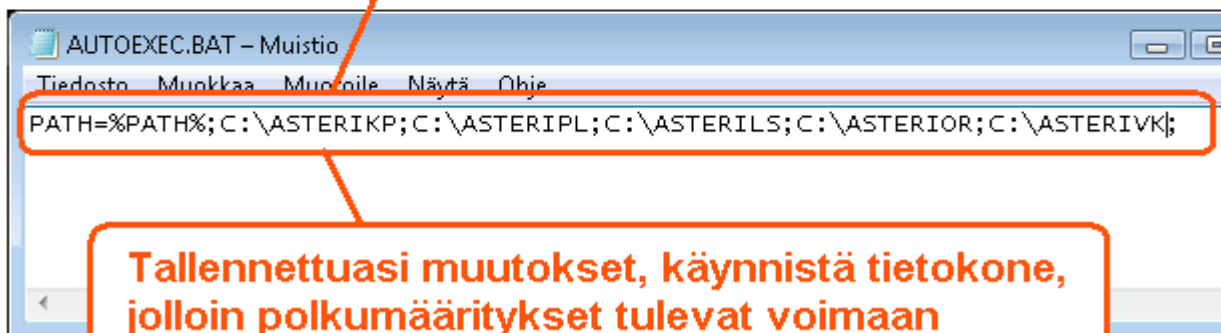 AUTOEXEC.BAT – Muistio
Tiedosto Muokkaa Muotoile Näytä Ohje
PATH=%PATH%;C:\ASTERIKP;C:\ASTERIPL;C:\ASTERILS;C:\ASTERIOR;C:\ASTERIVK;
Tallennettuasi muutokset, käynnistä tietokone,
jolloin polkumääritykset tulevat voimaan